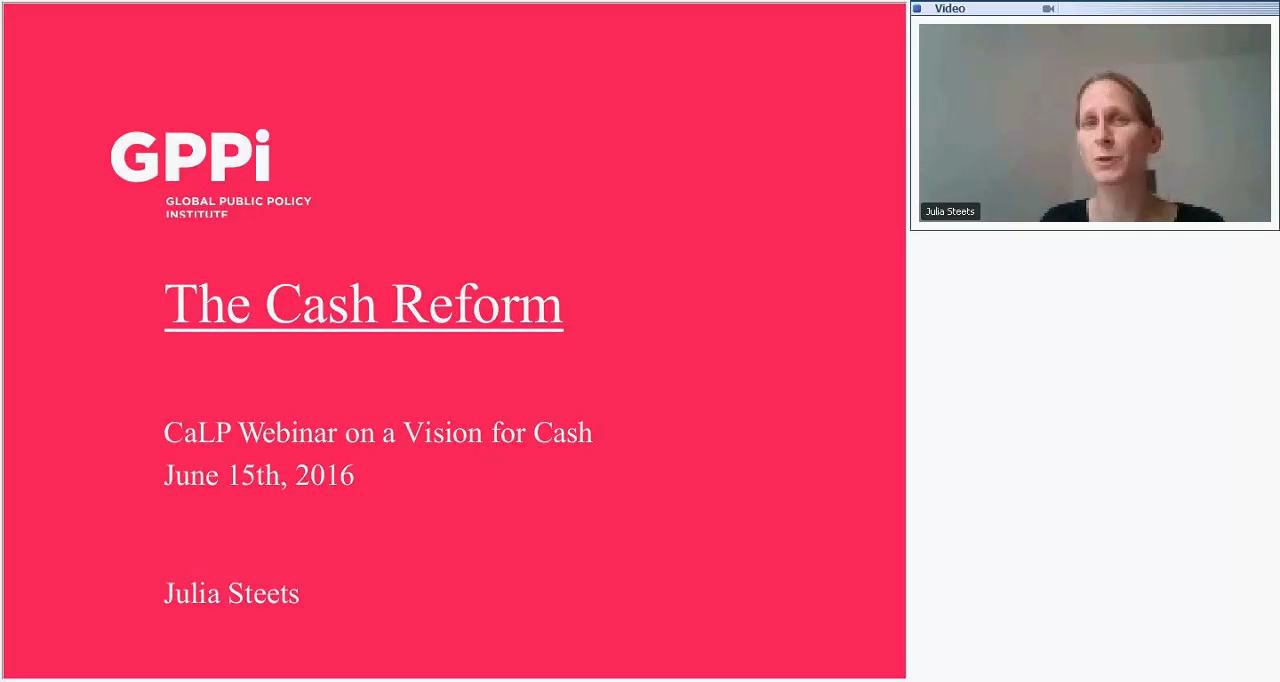 GPPi
GLOBAL PUBLIC POLICY
INSTITUTE
The Cash Reform
CaLP Webinar on a Vision for Cash
June 15th, 2016
Julia Steets
Video
Julia Steets